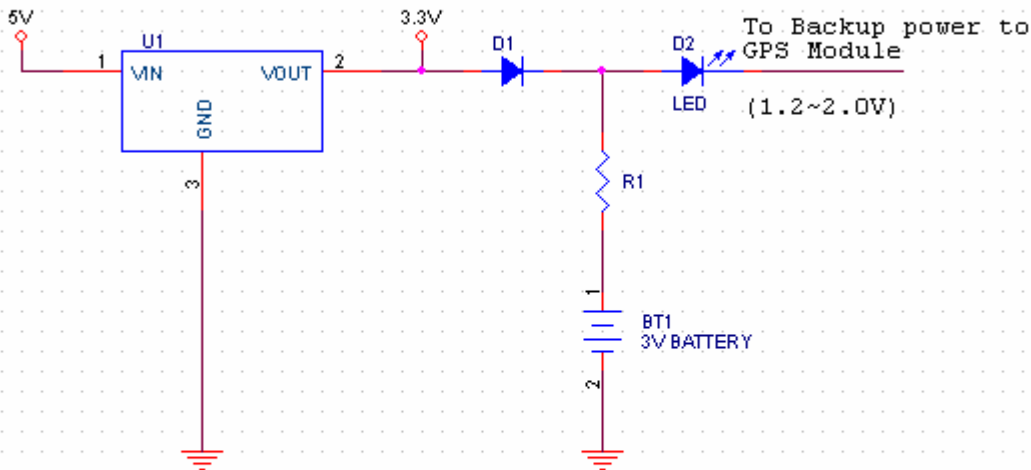 5V
3.3V
U1
1
VIN
VOUT
2
GND
3
D1
D2
LED
To Backup power to
GPS Module
(1.2~2.0V)
R1
1
BT1
3V BATTERY
2